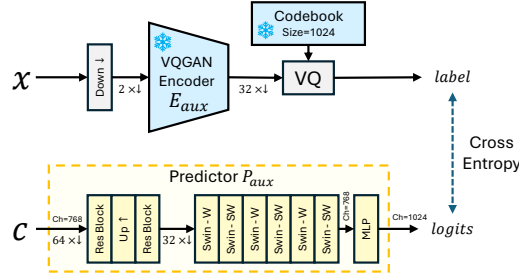 Codebook
Size=1024
VQGAN
Encoder
E_aux
x
Down ↓
2 ×↓
32 ×↓
VQ
label
Cross
Entropy
Predictor P_aux
c
Ch=768
64 ×↓
Res Block
Up ↑
Res Block
32 ×↓
Swin - W
Swin - SW
Swin - W
Swin - SW
Swin - W
Swin - SW
Ch=768
MLP
Ch=1024
logits